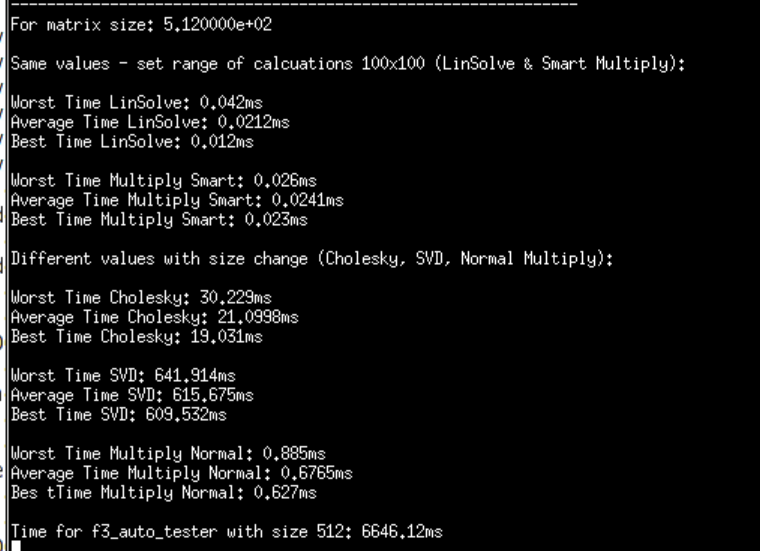 For matrix size: 5.120000e+02
Same values - set range of calcuations 100x100 (LinSolve & Smart Multiply):
Worst Time LinSolve: 0.042ms
Average Time LinSolve: 0.0212ms
Best Time LinSolve: 0.012ms
Worst Time Multiply Smart: 0.026ms
Average Time Multiply Smart: 0.0241ms
Best Time Multiply Smart: 0.023ms
Different values with size change (Cholesky, SVD, Normal Multiply):
Worst Time Cholesky: 30.229ms
Average Time Cholesky: 21.0998ms
Best Time Cholesky: 19.031ms
Worst Time SVD: 641.914ms
Average Time SVD: 615.675ms
Best Time SVD: 609.532ms
Worst Time Multiply Normal: 0.885ms
Average Time Multiply Normal: 0.6765ms
Bes tTime Multiply Normal: 0.627ms
Time for f3_auto_tester with size 512: 6646.12ms